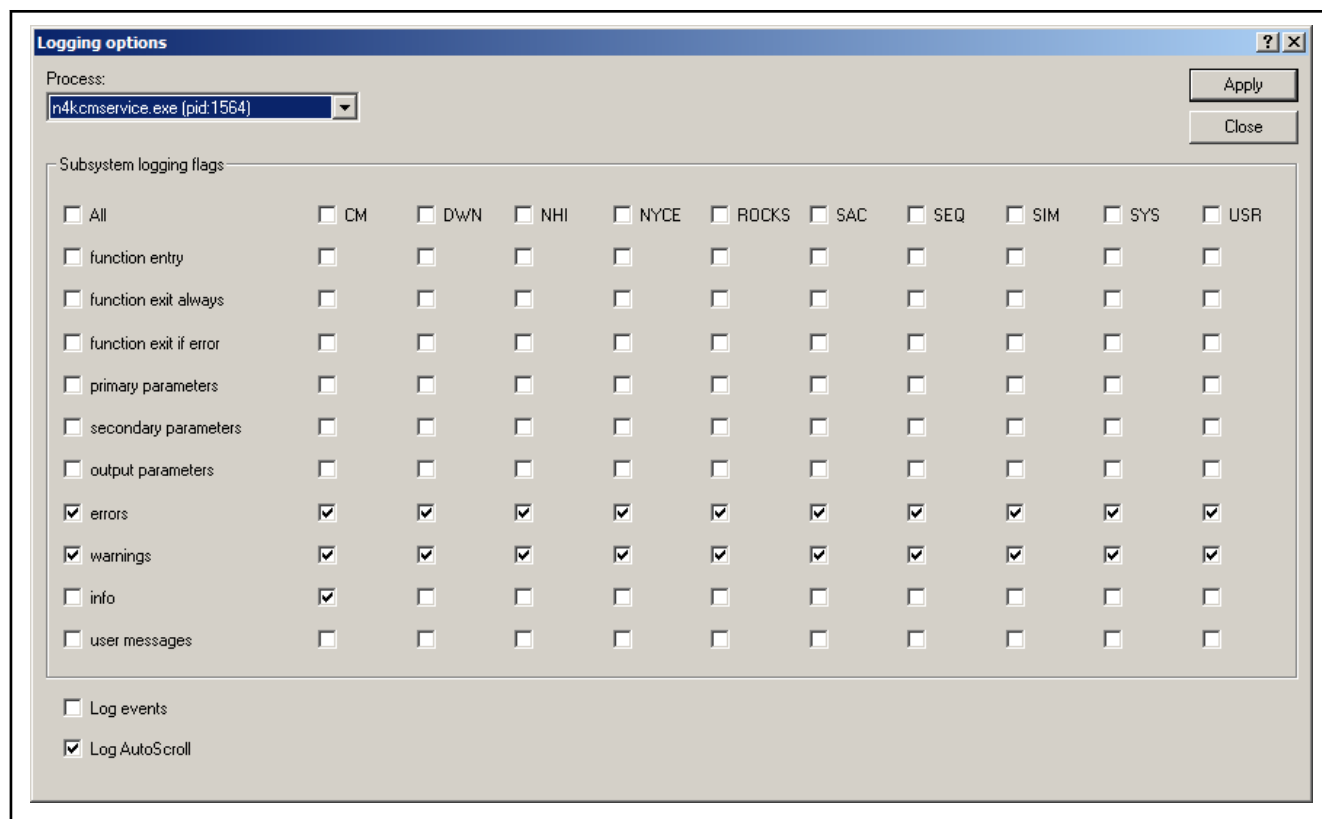 Logging options
Process:
n4kcmservice.exe (pid:1564)
Apply
Close
Subsystem logging flags
All CM DWN NHI NYCE ROCKS SAC SEQ SIM SYS USR
function entry
function exit always
function exit if error
primary parameters
secondary parameters
output parameters
errors
warnings
info
user messages
Log events
Log AutoScroll